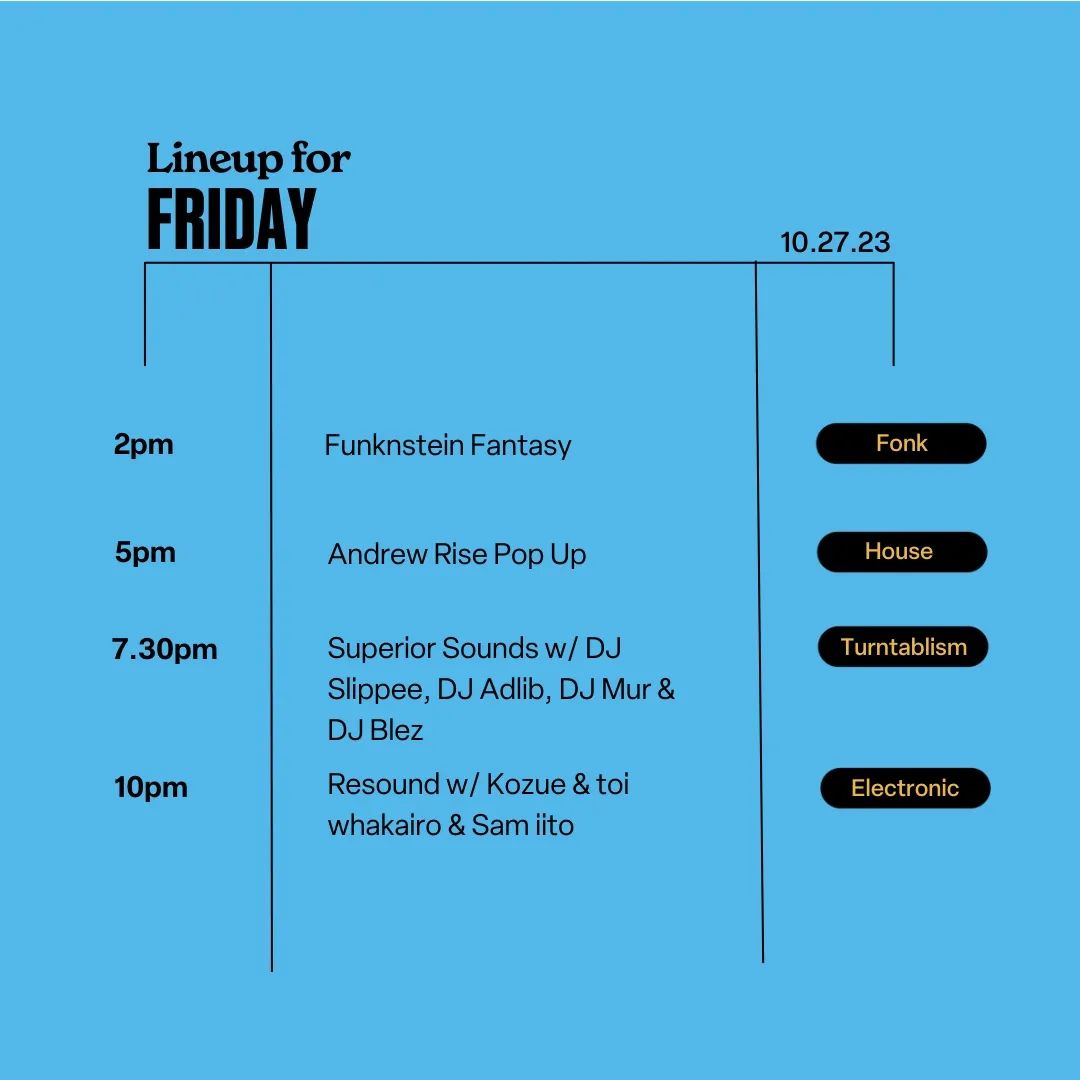 Lineup for
FRIDAY
10.27.23
2pm
Funknstein Fantasy
Fonk
5pm
Andrew Rise Pop Up
House
7.30pm
Superior Sounds w/ DJ
Slippee, DJ Adlib, DJ Mur &
DJ Blez
Turntablism
10pm
Resound w/ Kozue & toi
whakairo & Sam iito
Electronic